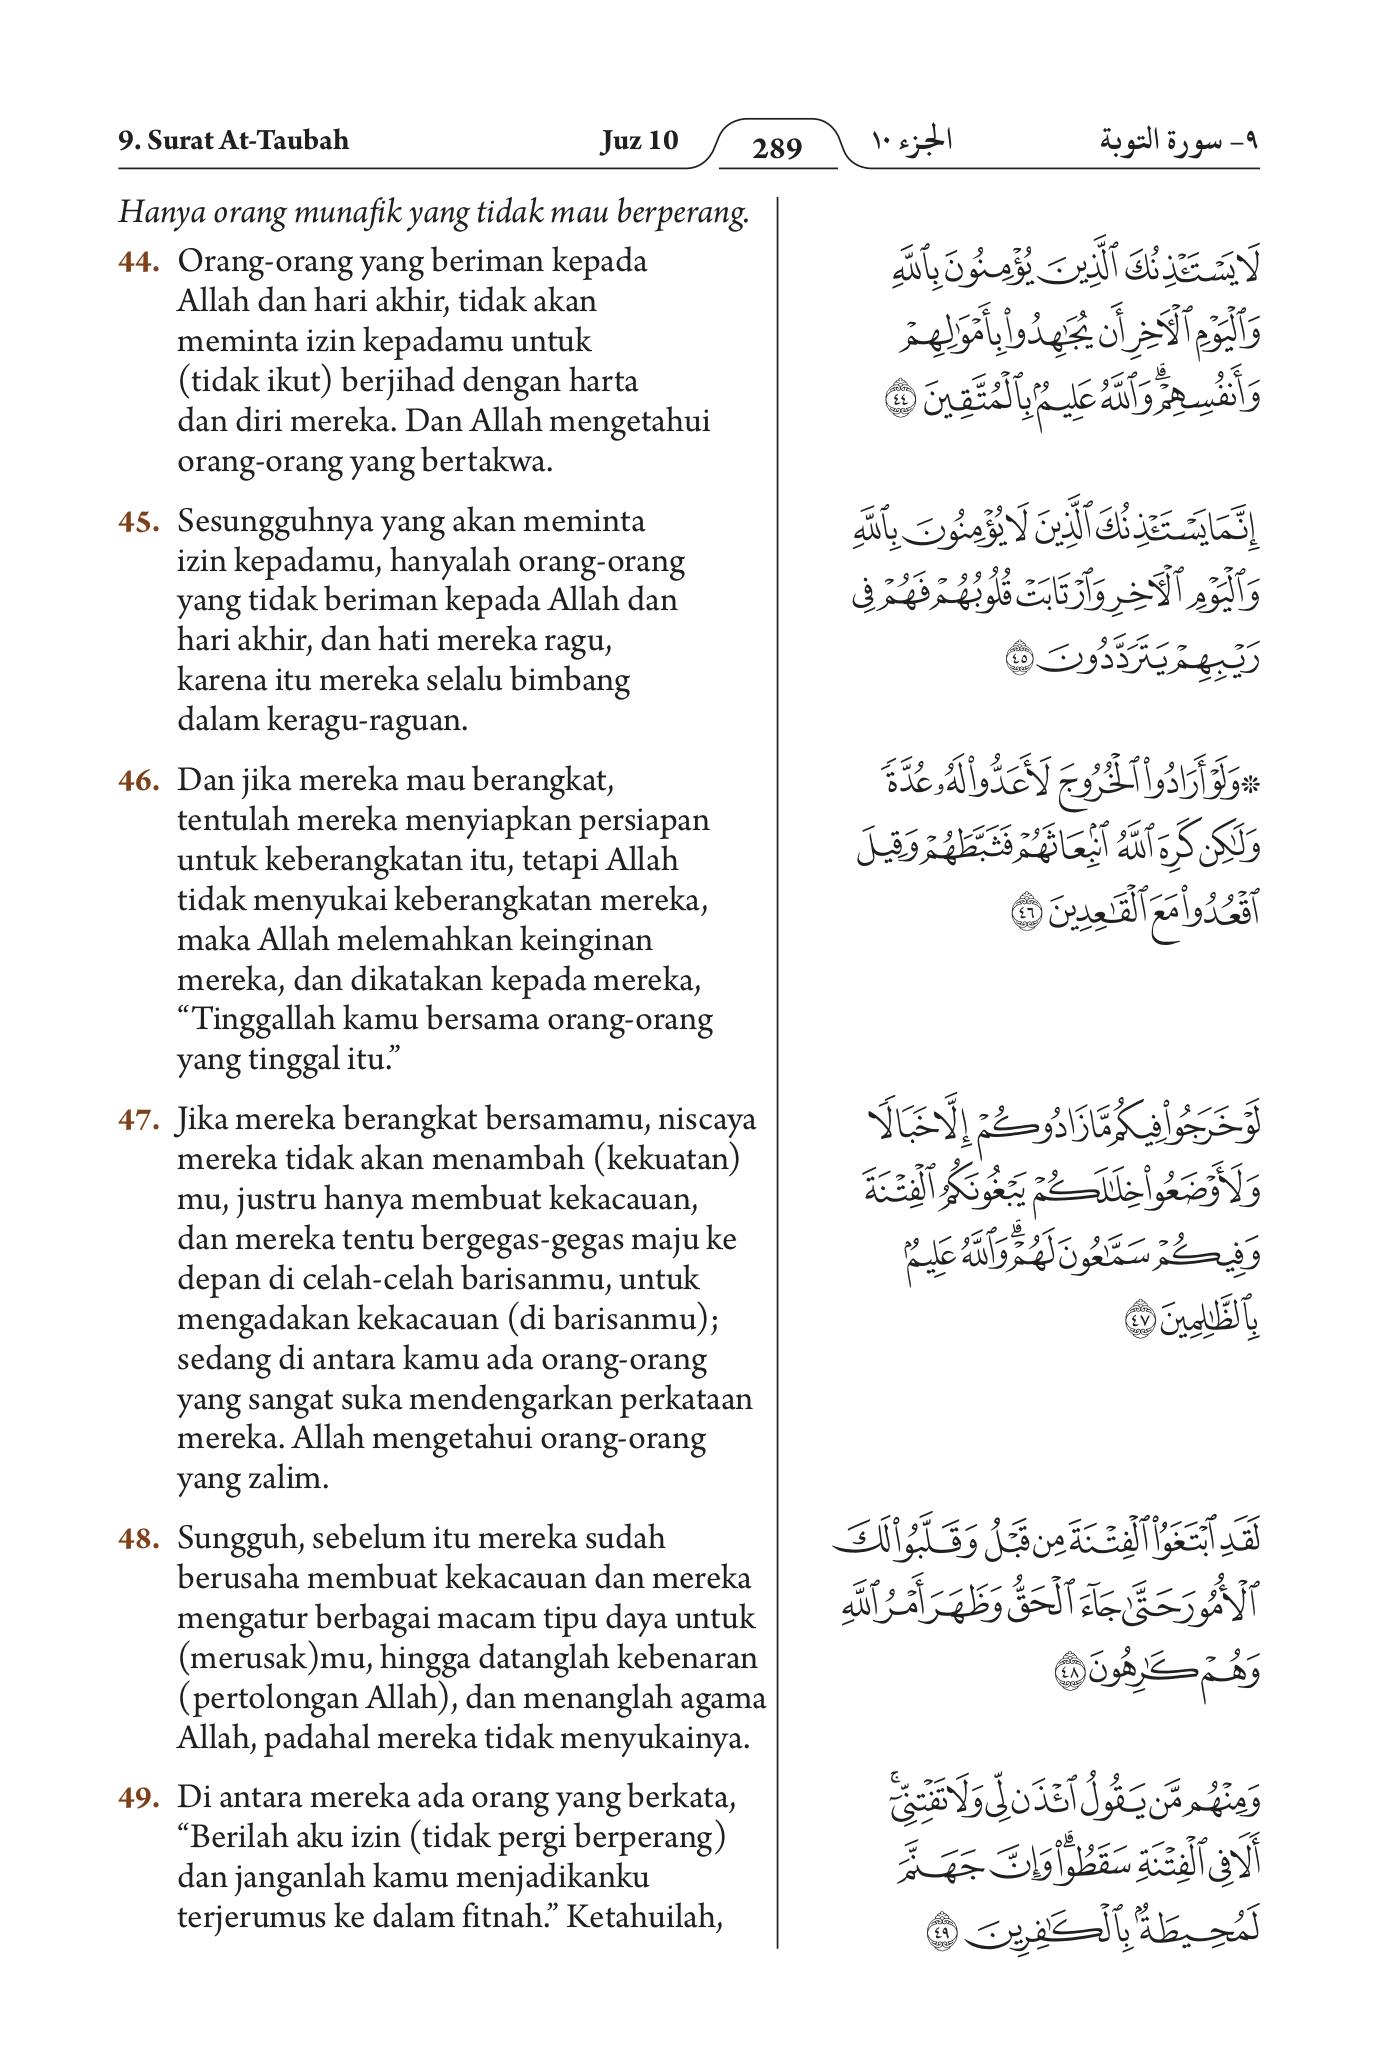 9. Surat At-Taubah Juz 10 289 الجزء ١٠ ٩- سورة التوبة
Hanya orang munafik yang tidak mau berperang.
44. Orang-orang yang beriman kepada
Allah dan hari akhir, tidak akan
meminta izin kepadamu untuk
(tidak ikut) berjihad dengan harta
dan diri mereka. Dan Allah mengetahui
orang-orang yang bertakwa.
لَا يَسْتَـْٔذِنُكَ ٱلَّذِينَ يُؤْمِنُونَ بِٱللَّهِ
وَٱلْيَوْمِ ٱلْـَٔاخِرِ أَن يُجَـٰهِدُوا۟ بِأَمْوَٰلِهِمْ
وَأَنفُسِهِمْ ۗ وَٱللَّهُ عَلِيمٌۢ بِٱلْمُتَّقِينَ ٤٤
45. Sesungguhnya yang akan meminta
izin kepadamu, hanyalah orang-orang
yang tidak beriman kepada Allah dan
hari akhir, dan hati mereka ragu,
karena itu mereka selalu bimbang
dalam keragu-raguan.
إِنَّمَا يَسْتَـْٔذِنُكَ ٱلَّذِينَ لَا يُؤْمِنُونَ بِٱللَّهِ
وَٱلْيَوْمِ ٱلْـَٔاخِرِ وَٱرْتَابَتْ قُلُوبُهُمْ فَهُمْ فِى
رَيْبِهِمْ يَتَرَدَّدُونَ ٤٥
46. Dan jika mereka mau berangkat,
tentulah mereka menyiapkan persiapan
untuk keberangkatan itu, tetapi Allah
tidak menyukai keberangkatan mereka,
maka Allah melemahkan keinginan
mereka, dan dikatakan kepada mereka,
“Tinggallah kamu bersama orang-orang
yang tinggal itu.”
* وَلَوْ أَرَادُوا۟ ٱلْخُرُوجَ لَأَعَدُّوا۟ لَهُۥ عُدَّةً
وَلَـٰكِن كَرِهَ ٱللَّهُ ٱنۢبِعَاثَهُمْ فَثَبَّطَهُمْ وَقِيلَ
ٱقْعُدُوا۟ مَعَ ٱلْقَـٰعِدِينَ ٤٦
47. Jika mereka berangkat bersamamu, niscaya
mereka tidak akan menambah (kekuatan)
mu, justru hanya membuat kekacauan,
dan mereka tentu bergegas-gegas maju ke
depan di celah-celah barisanmu, untuk
mengadakan kekacauan (di barisanmu);
sedang di antara kamu ada orang-orang
yang sangat suka mendengarkan perkataan
mereka. Allah mengetahui orang-orang
yang zalim.
لَوْ خَرَجُوا۟ فِيكُم مَّا زَادُوكُمْ إِلَّا خَبَالًا
وَلَأَوْضَعُوا۟ خِلَـٰلَكُمْ يَبْغُونَكُمُ ٱلْفِتْنَةَ
وَفِيكُمْ سَمَّـٰعُونَ لَهُمْ ۗ وَٱللَّهُ عَلِيمٌۢ
بِٱلظَّـٰلِمِينَ ٤٧
48. Sungguh, sebelum itu mereka sudah
berusaha membuat kekacauan dan mereka
mengatur berbagai macam tipu daya untuk
(merusak)mu, hingga datanglah kebenaran
(pertolongan Allah), dan menanglah agama
Allah, padahal mereka tidak menyukainya.
لَقَدِ ٱبْتَغَوُا۟ ٱلْفِتْنَةَ مِن قَبْلُ وَقَلَّبُوا۟ لَكَ
ٱلْأُمُورَ حَتَّىٰ جَآءَ ٱلْحَقُّ وَظَهَرَ أَمْرُ ٱللَّهِ
وَهُمْ كَـٰرِهُونَ ٤٨
49. Di antara mereka ada orang yang berkata,
“Berilah aku izin (tidak pergi berperang)
dan janganlah kamu menjadikanku
terjerumus ke dalam fitnah.” Ketahuilah,
وَمِنْهُم مَّن يَقُولُ ٱئْذَن لِّى وَلَا تَفْتِنِّىٓ ۚ
أَلَا فِى ٱلْفِتْنَةِ سَقَطُوا۟ ۗ وَإِنَّ جَهَنَّمَ
لَمُحِيطَةٌۢ بِٱلْكَـٰفِرِينَ ٤٩